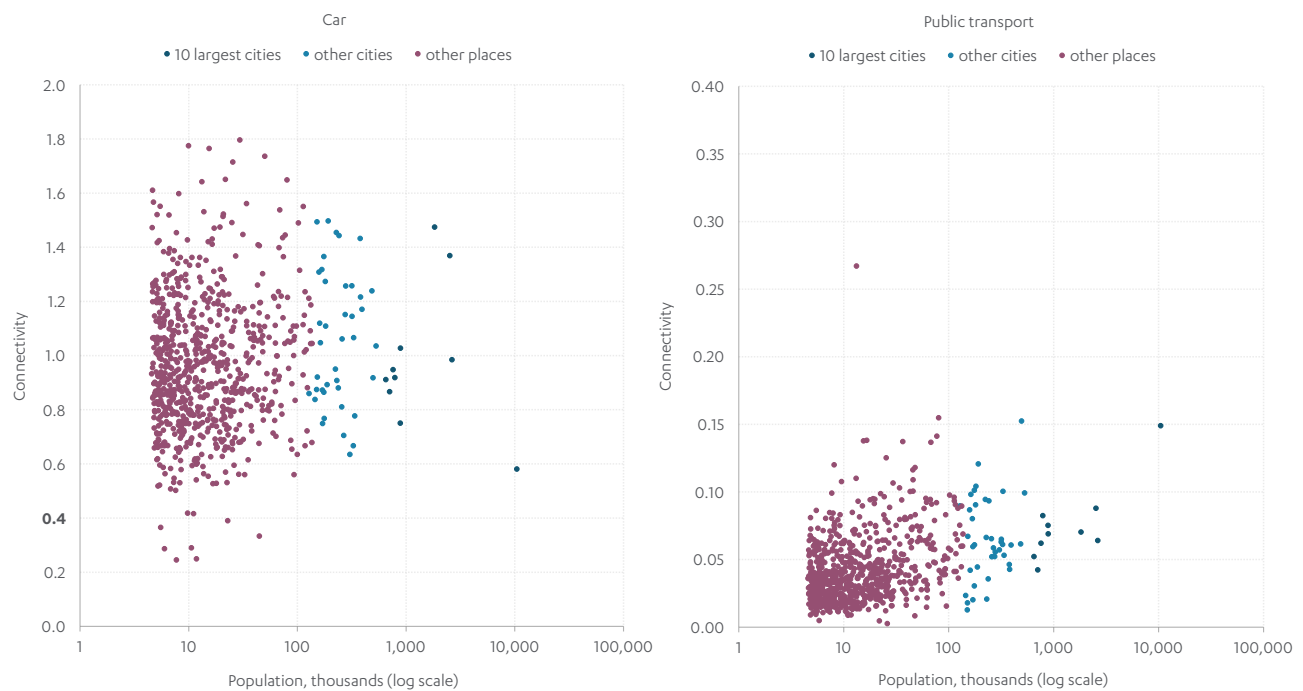 Car
10 largest cities other cities other places
2.0
1.8
1.6
1.4
1.2
1.0
0.8
0.6
0.4
0.2
0.0
Connectivity
1 10 100 1,000 10,000 100,000
Population, thousands (log scale)
Public transport
10 largest cities other cities other places
0.40
0.35
0.30
0.25
0.20
0.15
0.10
0.05
0.00
Connectivity
1 10 100 1,000 10,000 100,000
Population, thousands (log scale)